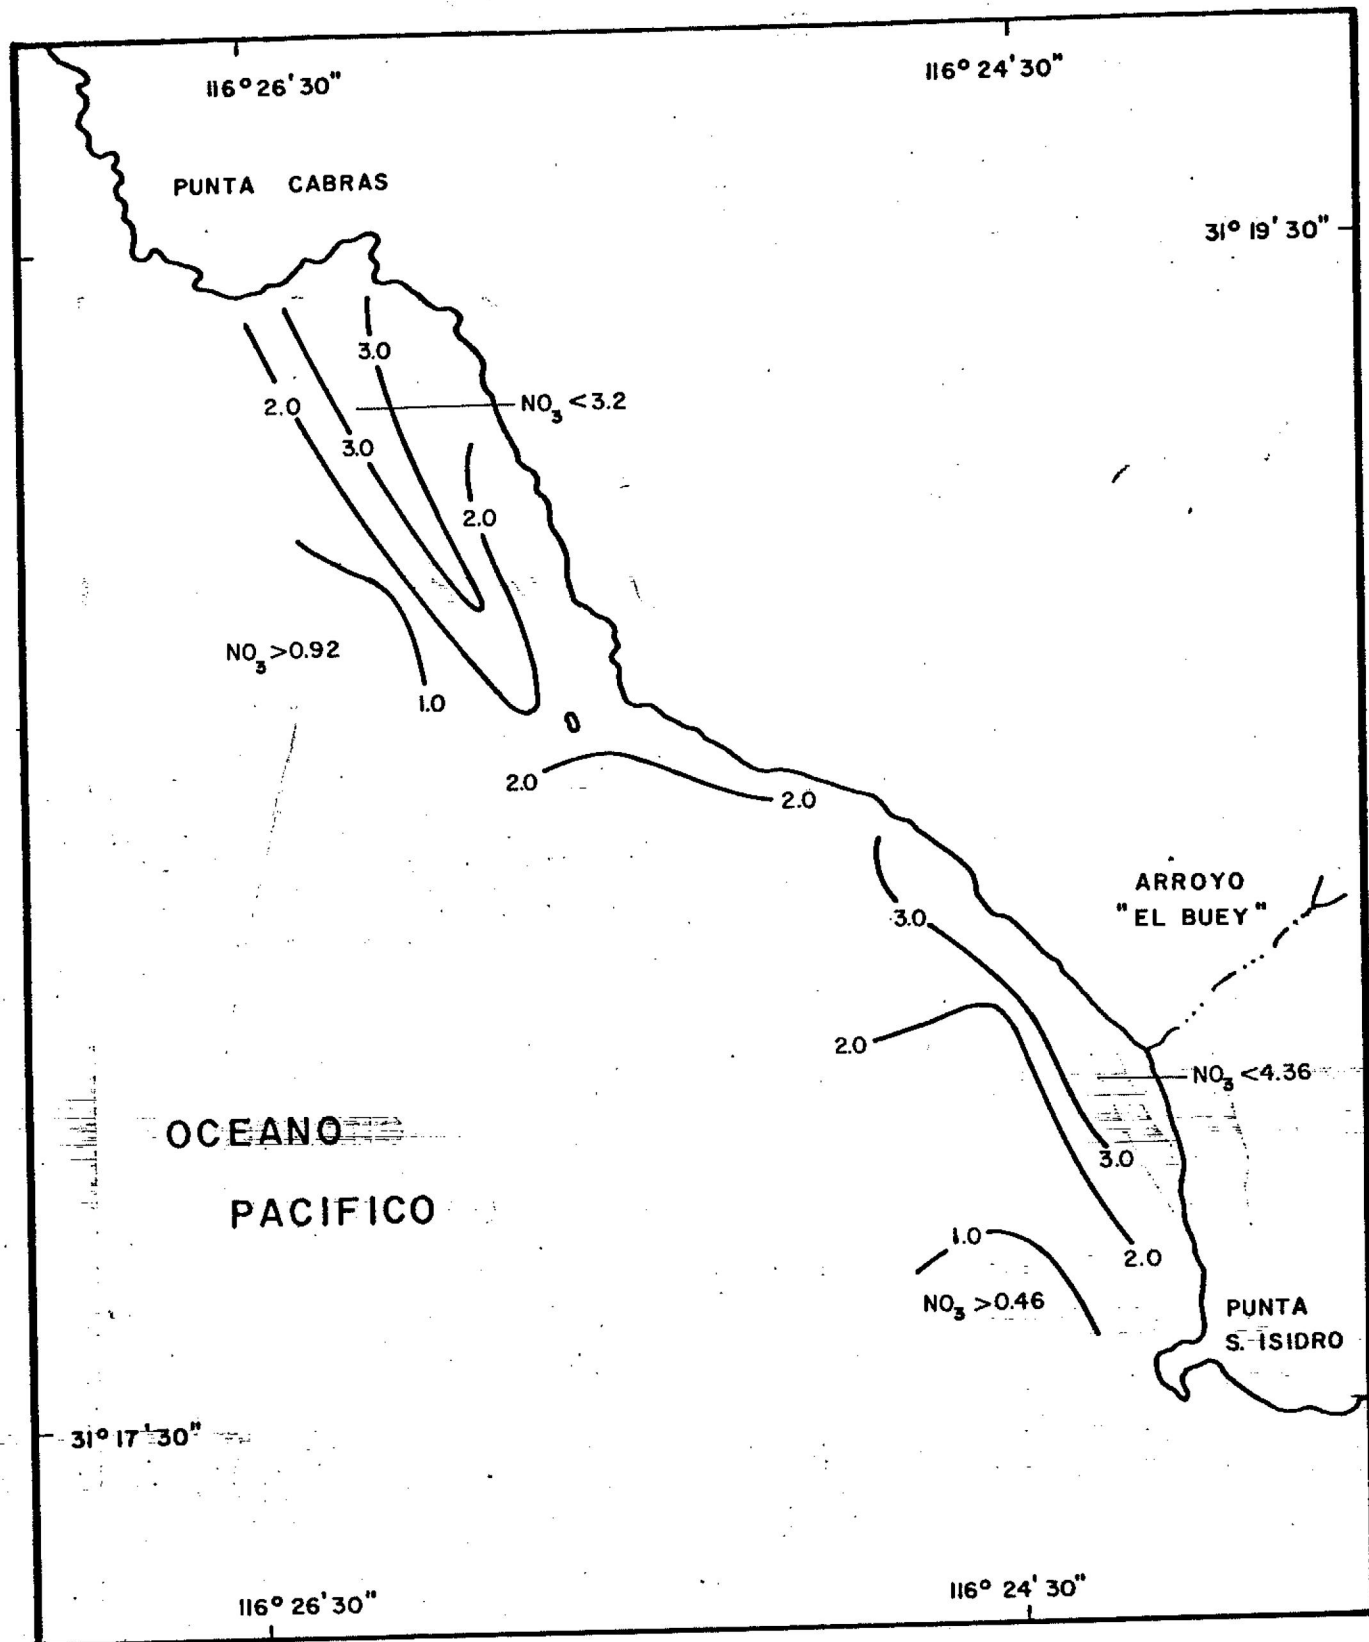 116° 26' 30"
116° 24' 30"
PUNTA CABRAS
31° 19' 30"
3.0
2.0
NO₃ <3.2
3.0
2.0
NO₃ >0.92
1.0
2.0
2.0
ARROYO
"EL BUEY"
3.0
2.0
NO₃ <4.36
OCEANO
3.0
PACIFICO
1.0
2.0
NO₃ >0.46
PUNTA
S. ISIDRO
31° 17' 30"
116° 26' 30"
116° 24' 30"